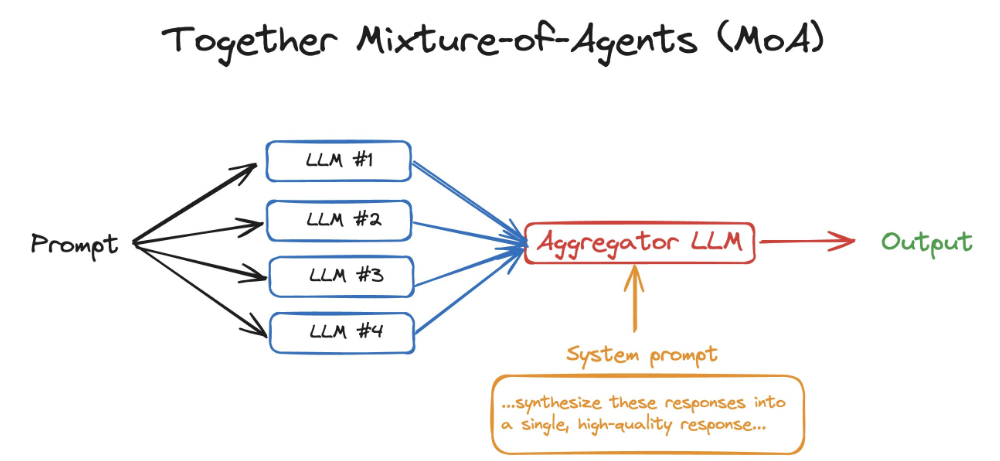 Together Mixture-of-Agents (MoA)
LLM #1
LLM #2
Prompt
Aggregator LLM
Output
LLM #3
LLM #4
System prompt
...synthesize these responses into
a single, high-quality response...